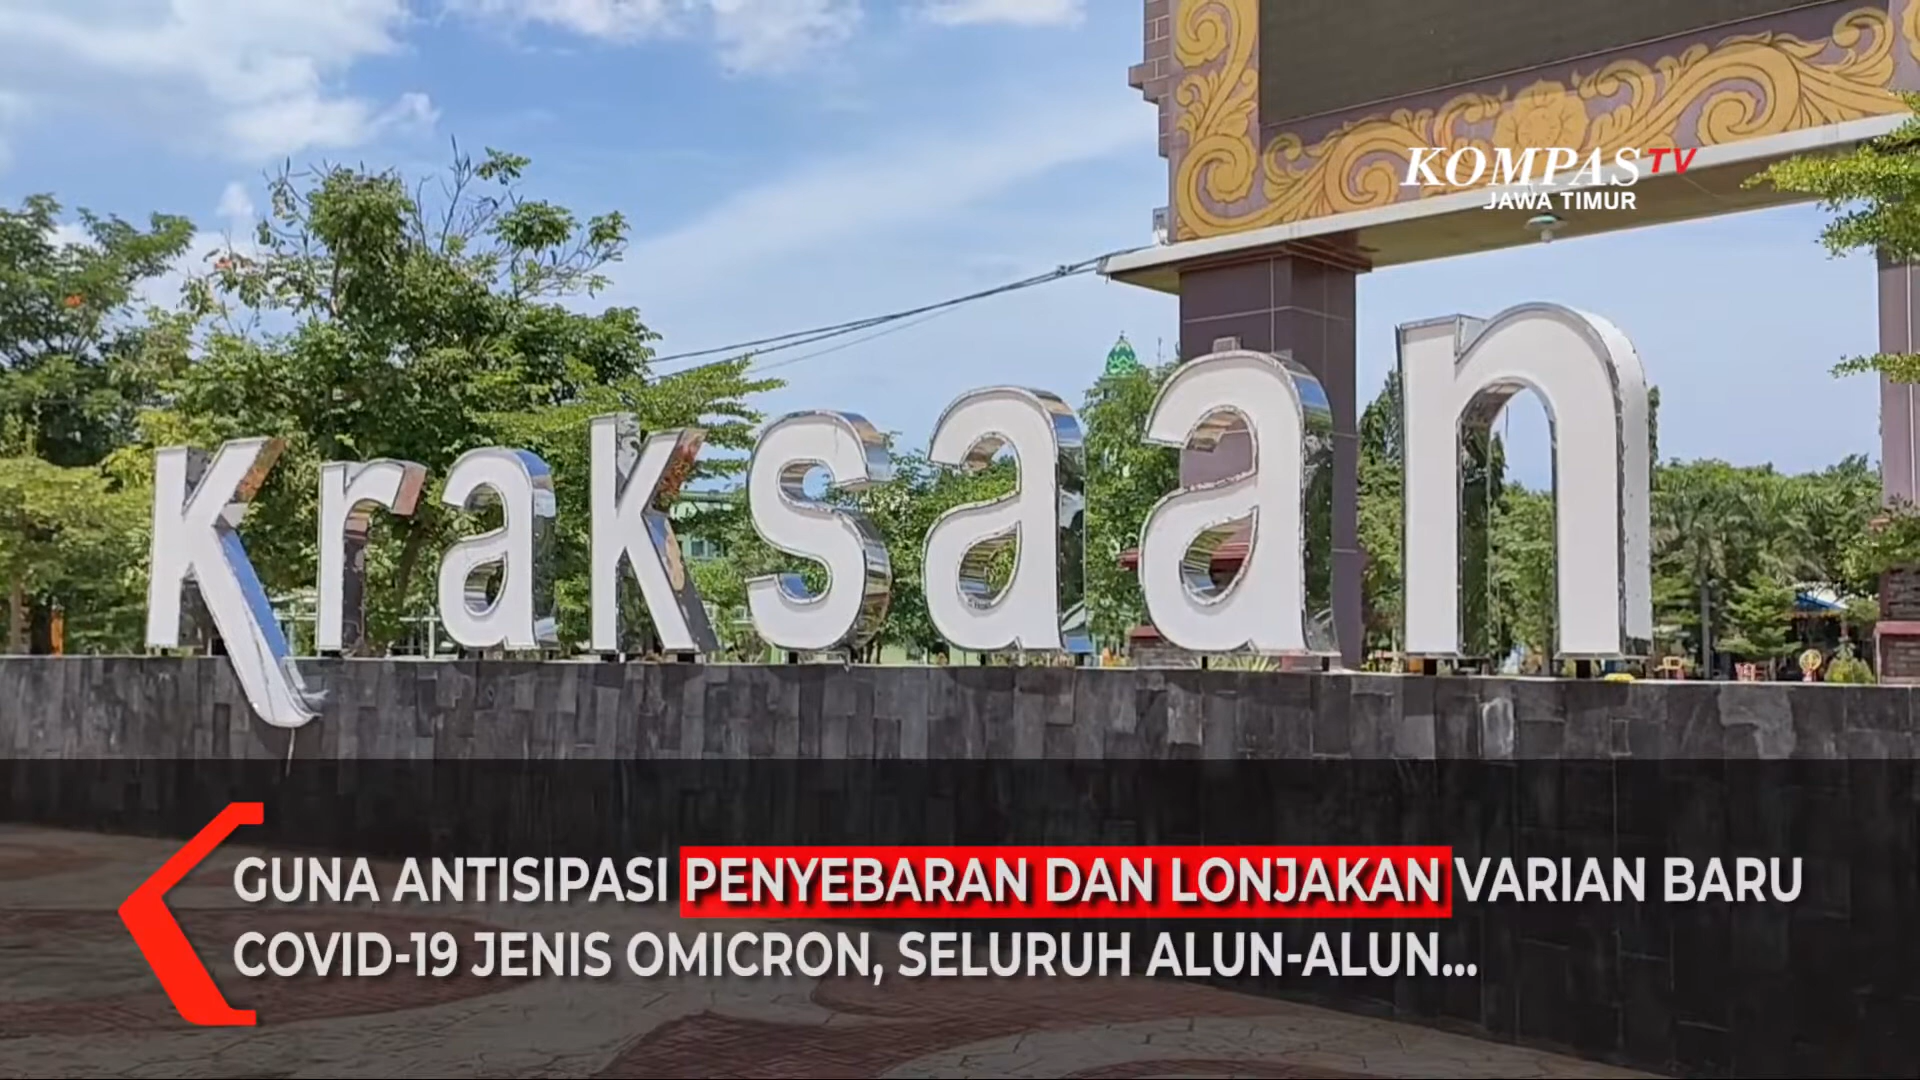 KOMPAS TV
JAWA TIMUR
kraksaan
GUNA ANTISIPASI PENYEBARAN DAN LONJAKAN VARIAN BARU
COVID-19 JENIS OMICRON, SELURUH ALUN-ALUN...